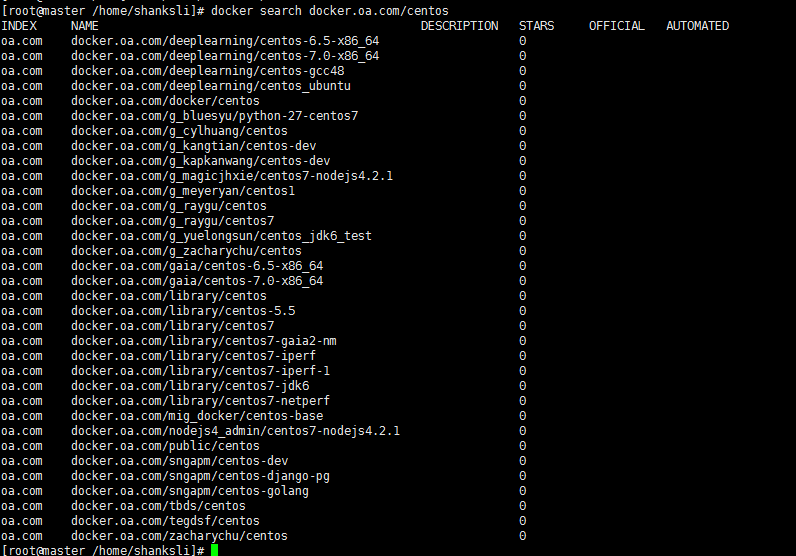 [root@master /home/shanksli]# docker search docker.oa.com/centos
INDEX NAME DESCRIPTION STARS OFFICIAL AUTOMATED
oa.com docker.oa.com/deeplearning/centos-6.5-x86_64 0
oa.com docker.oa.com/deeplearning/centos-7.0-x86_64 0
oa.com docker.oa.com/deeplearning/centos-gcc48 0
oa.com docker.oa.com/deeplearning/centos_ubuntu 0
oa.com docker.oa.com/docker/centos 0
oa.com docker.oa.com/g_bluesyu/python-27-centos7 0
oa.com docker.oa.com/g_cylhuang/centos 0
oa.com docker.oa.com/g_kangtian/centos-dev 0
oa.com docker.oa.com/g_kapkanwang/centos-dev 0
oa.com docker.oa.com/g_magicjhxie/centos7-nodejs4.2.1 0
oa.com docker.oa.com/g_meyeryan/centos1 0
oa.com docker.oa.com/g_raygu/centos 0
oa.com docker.oa.com/g_raygu/centos7 0
oa.com docker.oa.com/g_yuelongsun/centos_jdk6_test 0
oa.com docker.oa.com/g_zacharychu/centos 0
oa.com docker.oa.com/gaia/centos-6.5-x86_64 0
oa.com docker.oa.com/gaia/centos-7.0-x86_64 0
oa.com docker.oa.com/library/centos 0
oa.com docker.oa.com/library/centos-5.5 0
oa.com docker.oa.com/library/centos7 0
oa.com docker.oa.com/library/centos7-gaia2-nm 0
oa.com docker.oa.com/library/centos7-iperf 0
oa.com docker.oa.com/library/centos7-iperf-1 0
oa.com docker.oa.com/library/centos7-jdk6 0
oa.com docker.oa.com/library/centos7-netperf 0
oa.com docker.oa.com/mig_docker/centos-base 0
oa.com docker.oa.com/nodejs4_admin/centos7-nodejs4.2.1 0
oa.com docker.oa.com/public/centos 0
oa.com docker.oa.com/sngapm/centos-dev 0
oa.com docker.oa.com/sngapm/centos-django-pg 0
oa.com docker.oa.com/sngapm/centos-golang 0
oa.com docker.oa.com/tbds/centos 0
oa.com docker.oa.com/tegdsf/centos 0
oa.com docker.oa.com/zacharychu/centos 0
[root@master /home/shanksli]#